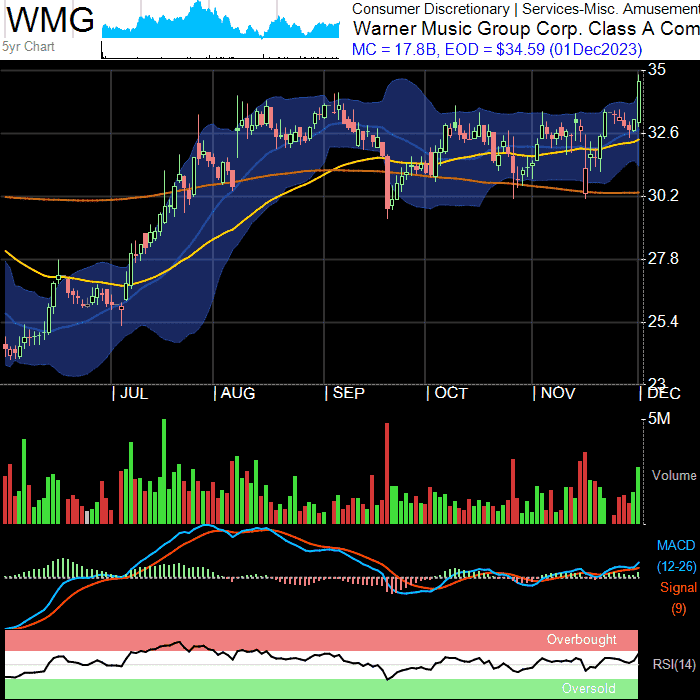 WMG
5yr Chart
Consumer Discretionary | Services-Misc. Amusement
Warner Music Group Corp. Class A Com
MC = 17.8B, EOD = $34.59 (01Dec2023)
35
32.6
30.2
27.8
25.4
23
| JUL | AUG | SEP | OCT | NOV | DEC
5M
Volume
MACD
(12-26)
Signal
(9)
Overbought
RSI(14)
Oversold